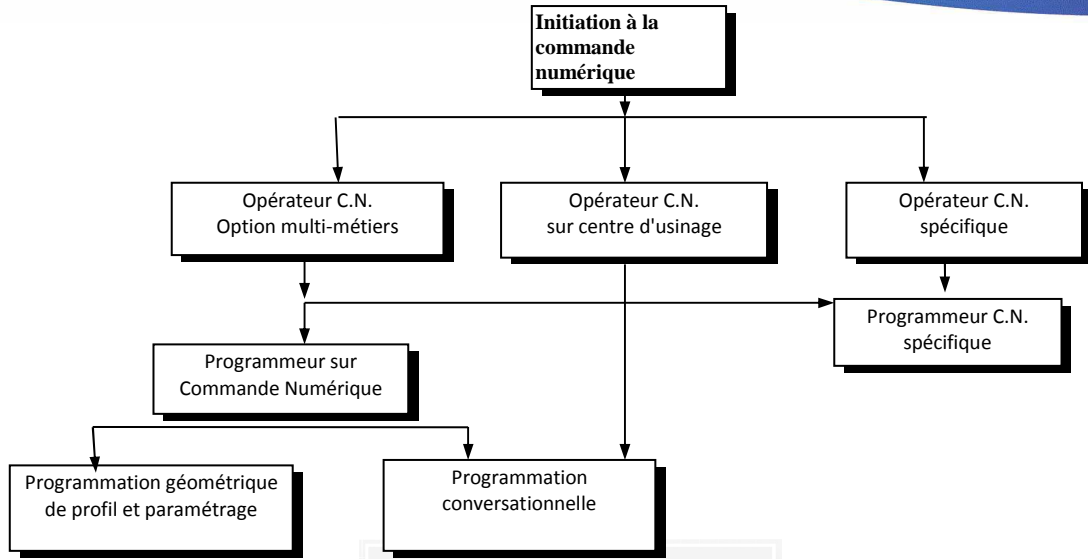 Initiation à la
commande
numérique
Opérateur C.N.
Option multi-métiers
Opérateur C.N.
sur centre d'usinage
Opérateur C.N.
spécifique
Programmeur C.N.
spécifique
Programmeur sur
Commande Numérique
Programmation géométrique
de profil et paramétrage
Programmation
conversationnelle